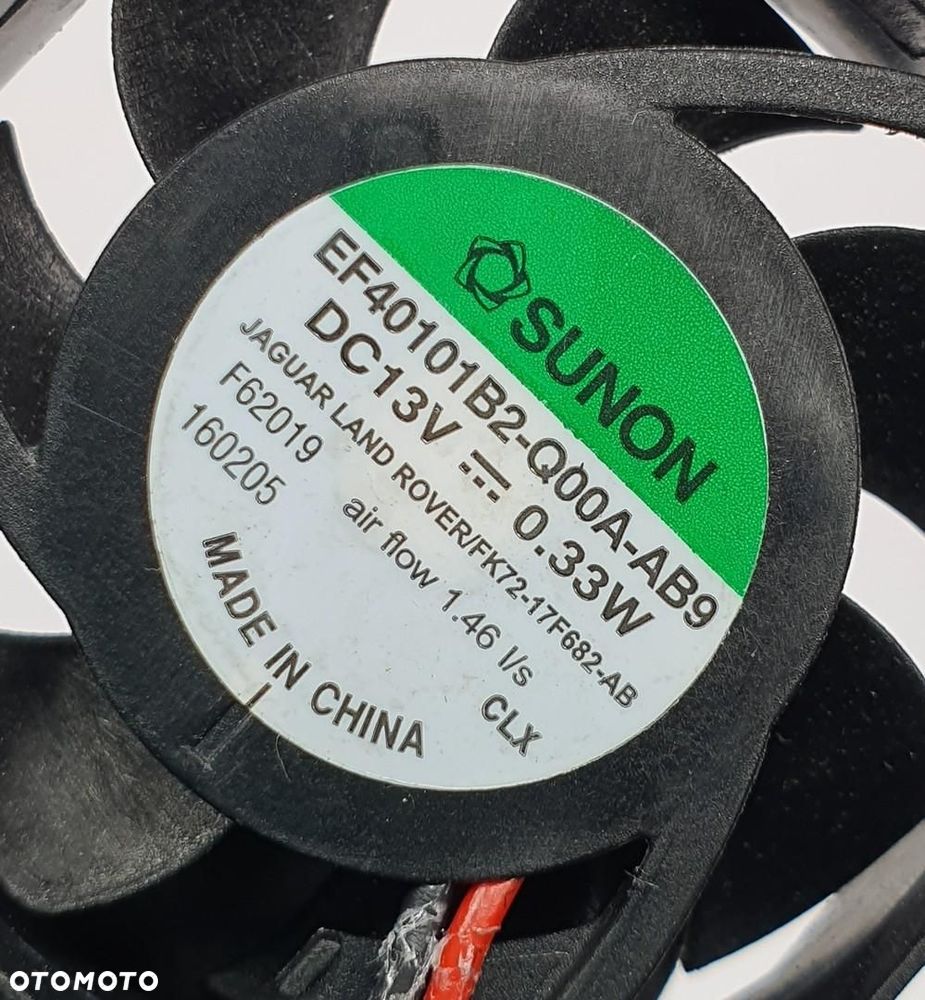 SUNON
EF40101B2-Q00A-AB9
DC13V ⎓ 0.33W
JAGUAR LAND ROVER/FK72-17F682-AB
F62019 air flow 1.46 l/s
160205 CLX
MADE IN CHINA
OTOMOTO